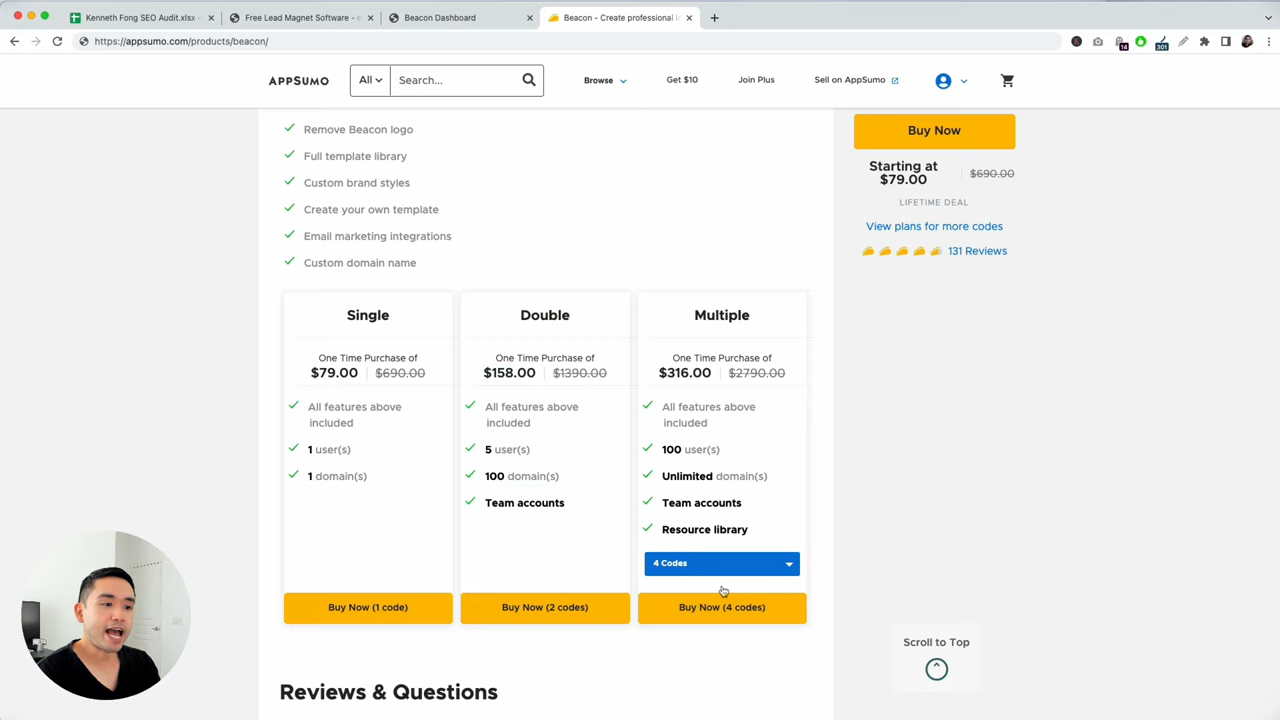 Kenneth Fong SEO Audit.xlsx
Free Lead Magnet Software - e
Beacon Dashboard
Beacon - Create professional l
https://appsumo.com/products/beacon/
14
301
APPSUMO
All
Search...
Browse
Get $10
Join Plus
Sell on AppSumo
Remove Beacon logo
Full template library
Custom brand styles
Create your own template
Email marketing integrations
Custom domain name
Buy Now
Starting at
$79.00
$690.00
LIFETIME DEAL
View plans for more codes
131 Reviews
Single
One Time Purchase of
$79.00 $690.00
All features above
included
1 user(s)
1 domain(s)
Buy Now (1 code)
Double
One Time Purchase of
$158.00 $1390.00
All features above
included
5 user(s)
100 domain(s)
Team accounts
Buy Now (2 codes)
Multiple
One Time Purchase of
$316.00 $2790.00
All features above
included
100 user(s)
Unlimited domain(s)
Team accounts
Resource library
4 Codes
Buy Now (4 codes)
Scroll to Top
Reviews & Questions